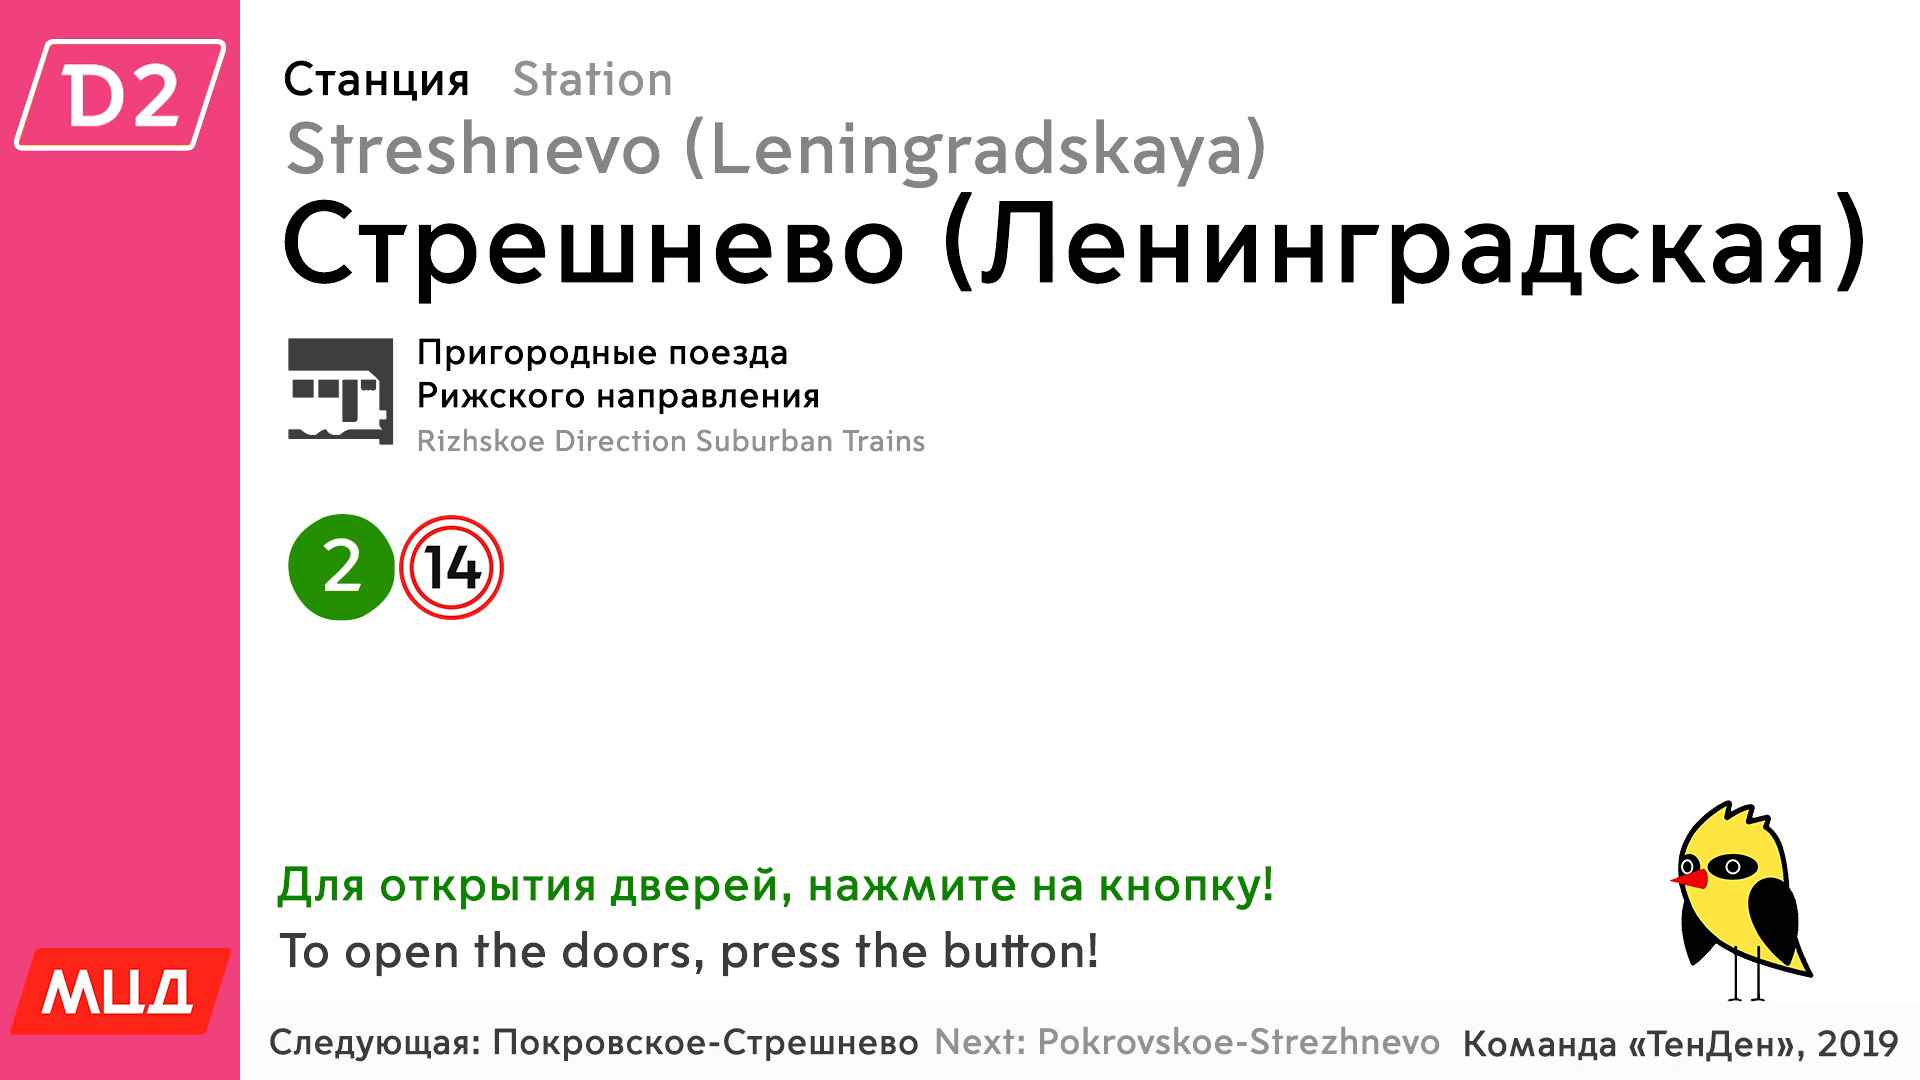 D2
Станция Station
Streshnevo (Leningradskaya)
Стрешнево (Ленинградская)
Пригородные поезда
Рижского направления
Rizhskoe Direction Suburban Trains
2 14
Для открытия дверей, нажмите на кнопку!
To open the doors, press the button!
МЦД
Следующая: Покровское-Стрешнево Next: Pokrovskoe-Strezhnevo Команда «ТенДен», 2019